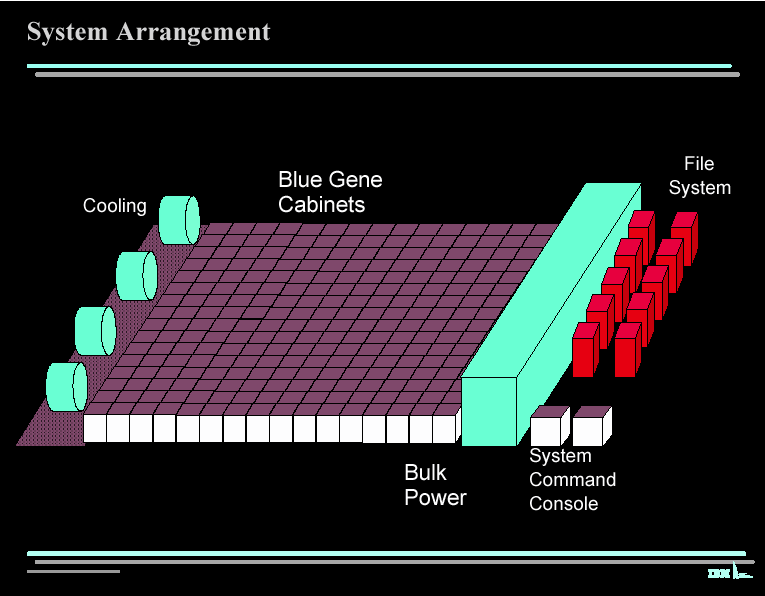 System Arrangement
Cooling
Blue Gene
Cabinets
File
System
Bulk
Power
System
Command
Console
IBM